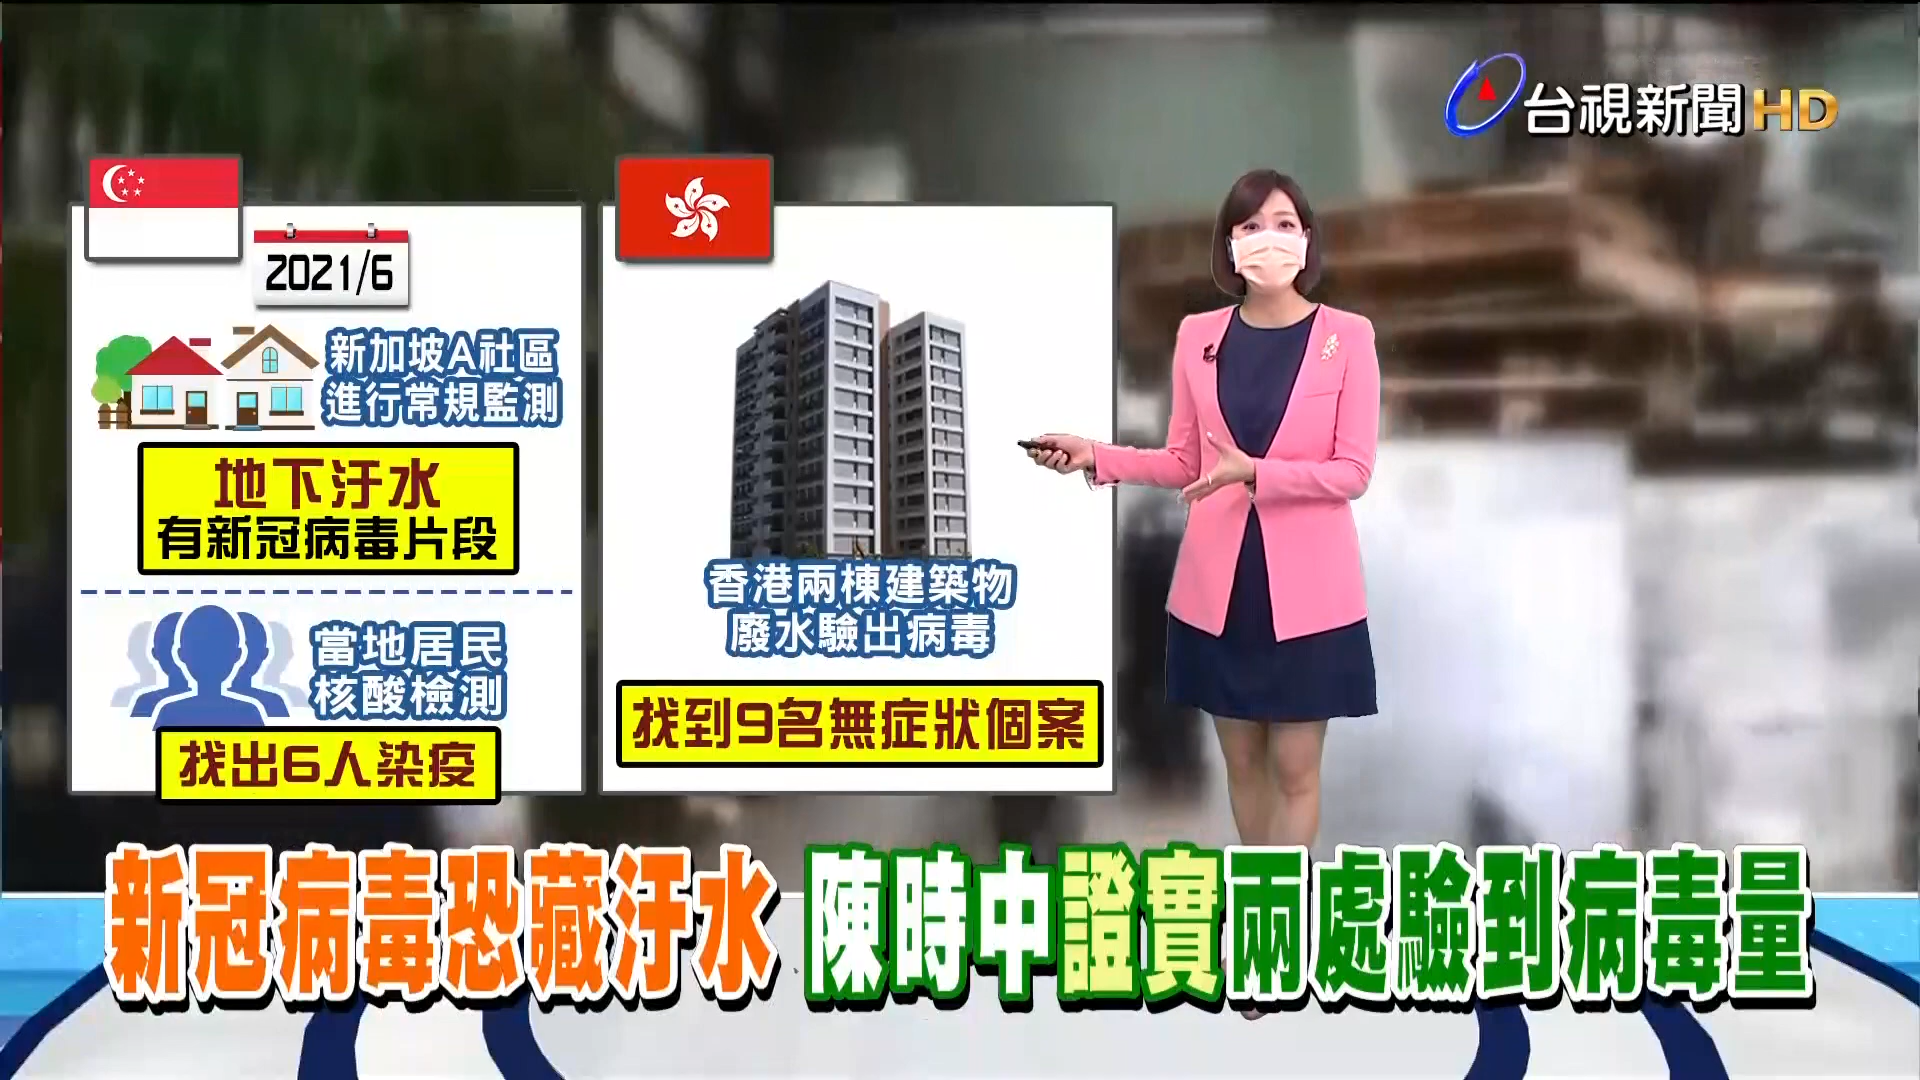 台視新聞HD
2021/6
新加坡A社區
進行常規監測
地下汙水
有新冠病毒片段
當地居民
核酸檢測
找出6人染疫
香港兩棟建築物
廢水驗出病毒
找到9名無症狀個案
新冠病毒恐藏汙水 陳時中證實兩處驗到病毒量